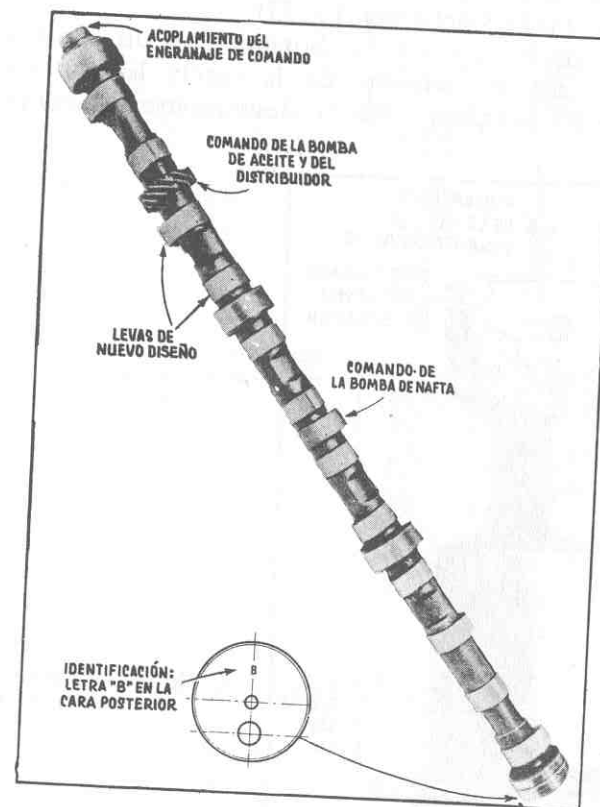 ACOPLAMIENTO DEL
ENGRANAJE DE COMANDO
COMANDO DE LA BOMBA
DE ACEITE Y DEL
DISTRIBUIDOR
LEVAS DE
NUEVO DISEÑO
COMANDO DE
LA BOMBA DE NAFTA
IDENTIFICACIÓN:
LETRA "B" EN LA
CARA POSTERIOR
B